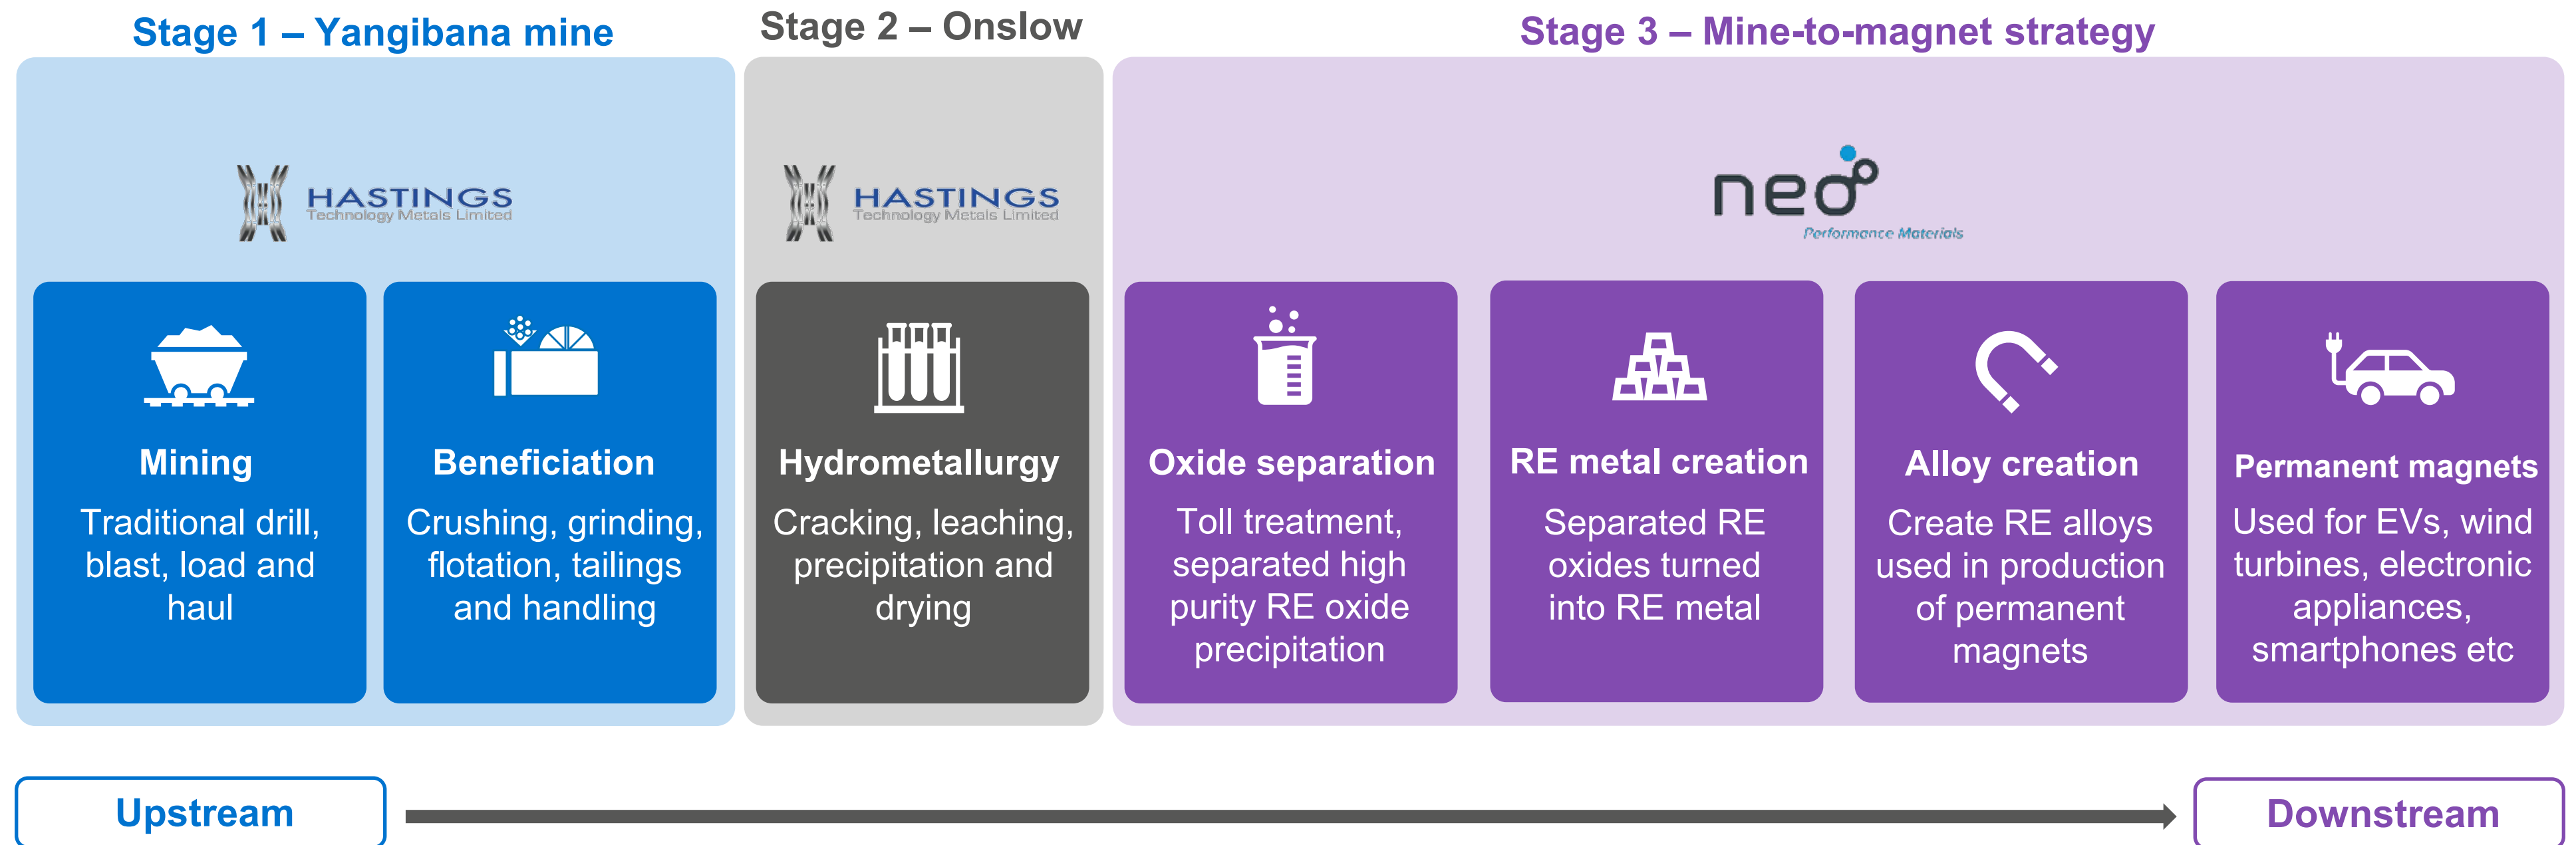 Stage 1 – Yangibana mine
Stage 2 – Onslow
Stage 3 – Mine-to-magnet strategy
HASTINGS
Technology Metals Limited
HASTINGS
Technology Metals Limited
neo
Performance Materials
Mining
Traditional drill,
blast, load and
haul
Beneficiation
Crushing, grinding,
flotation, tailings
and handling
Hydrometallurgy
Cracking, leaching,
precipitation and
drying
Oxide separation
Toll treatment,
separated high
purity RE oxide
precipitation
RE metal creation
Separated RE
oxides turned
into RE metal
Alloy creation
Create RE alloys
used in production
of permanent
magnets
Permanent magnets
Used for EVs, wind
turbines, electronic
appliances,
smartphones etc
Upstream
Downstream